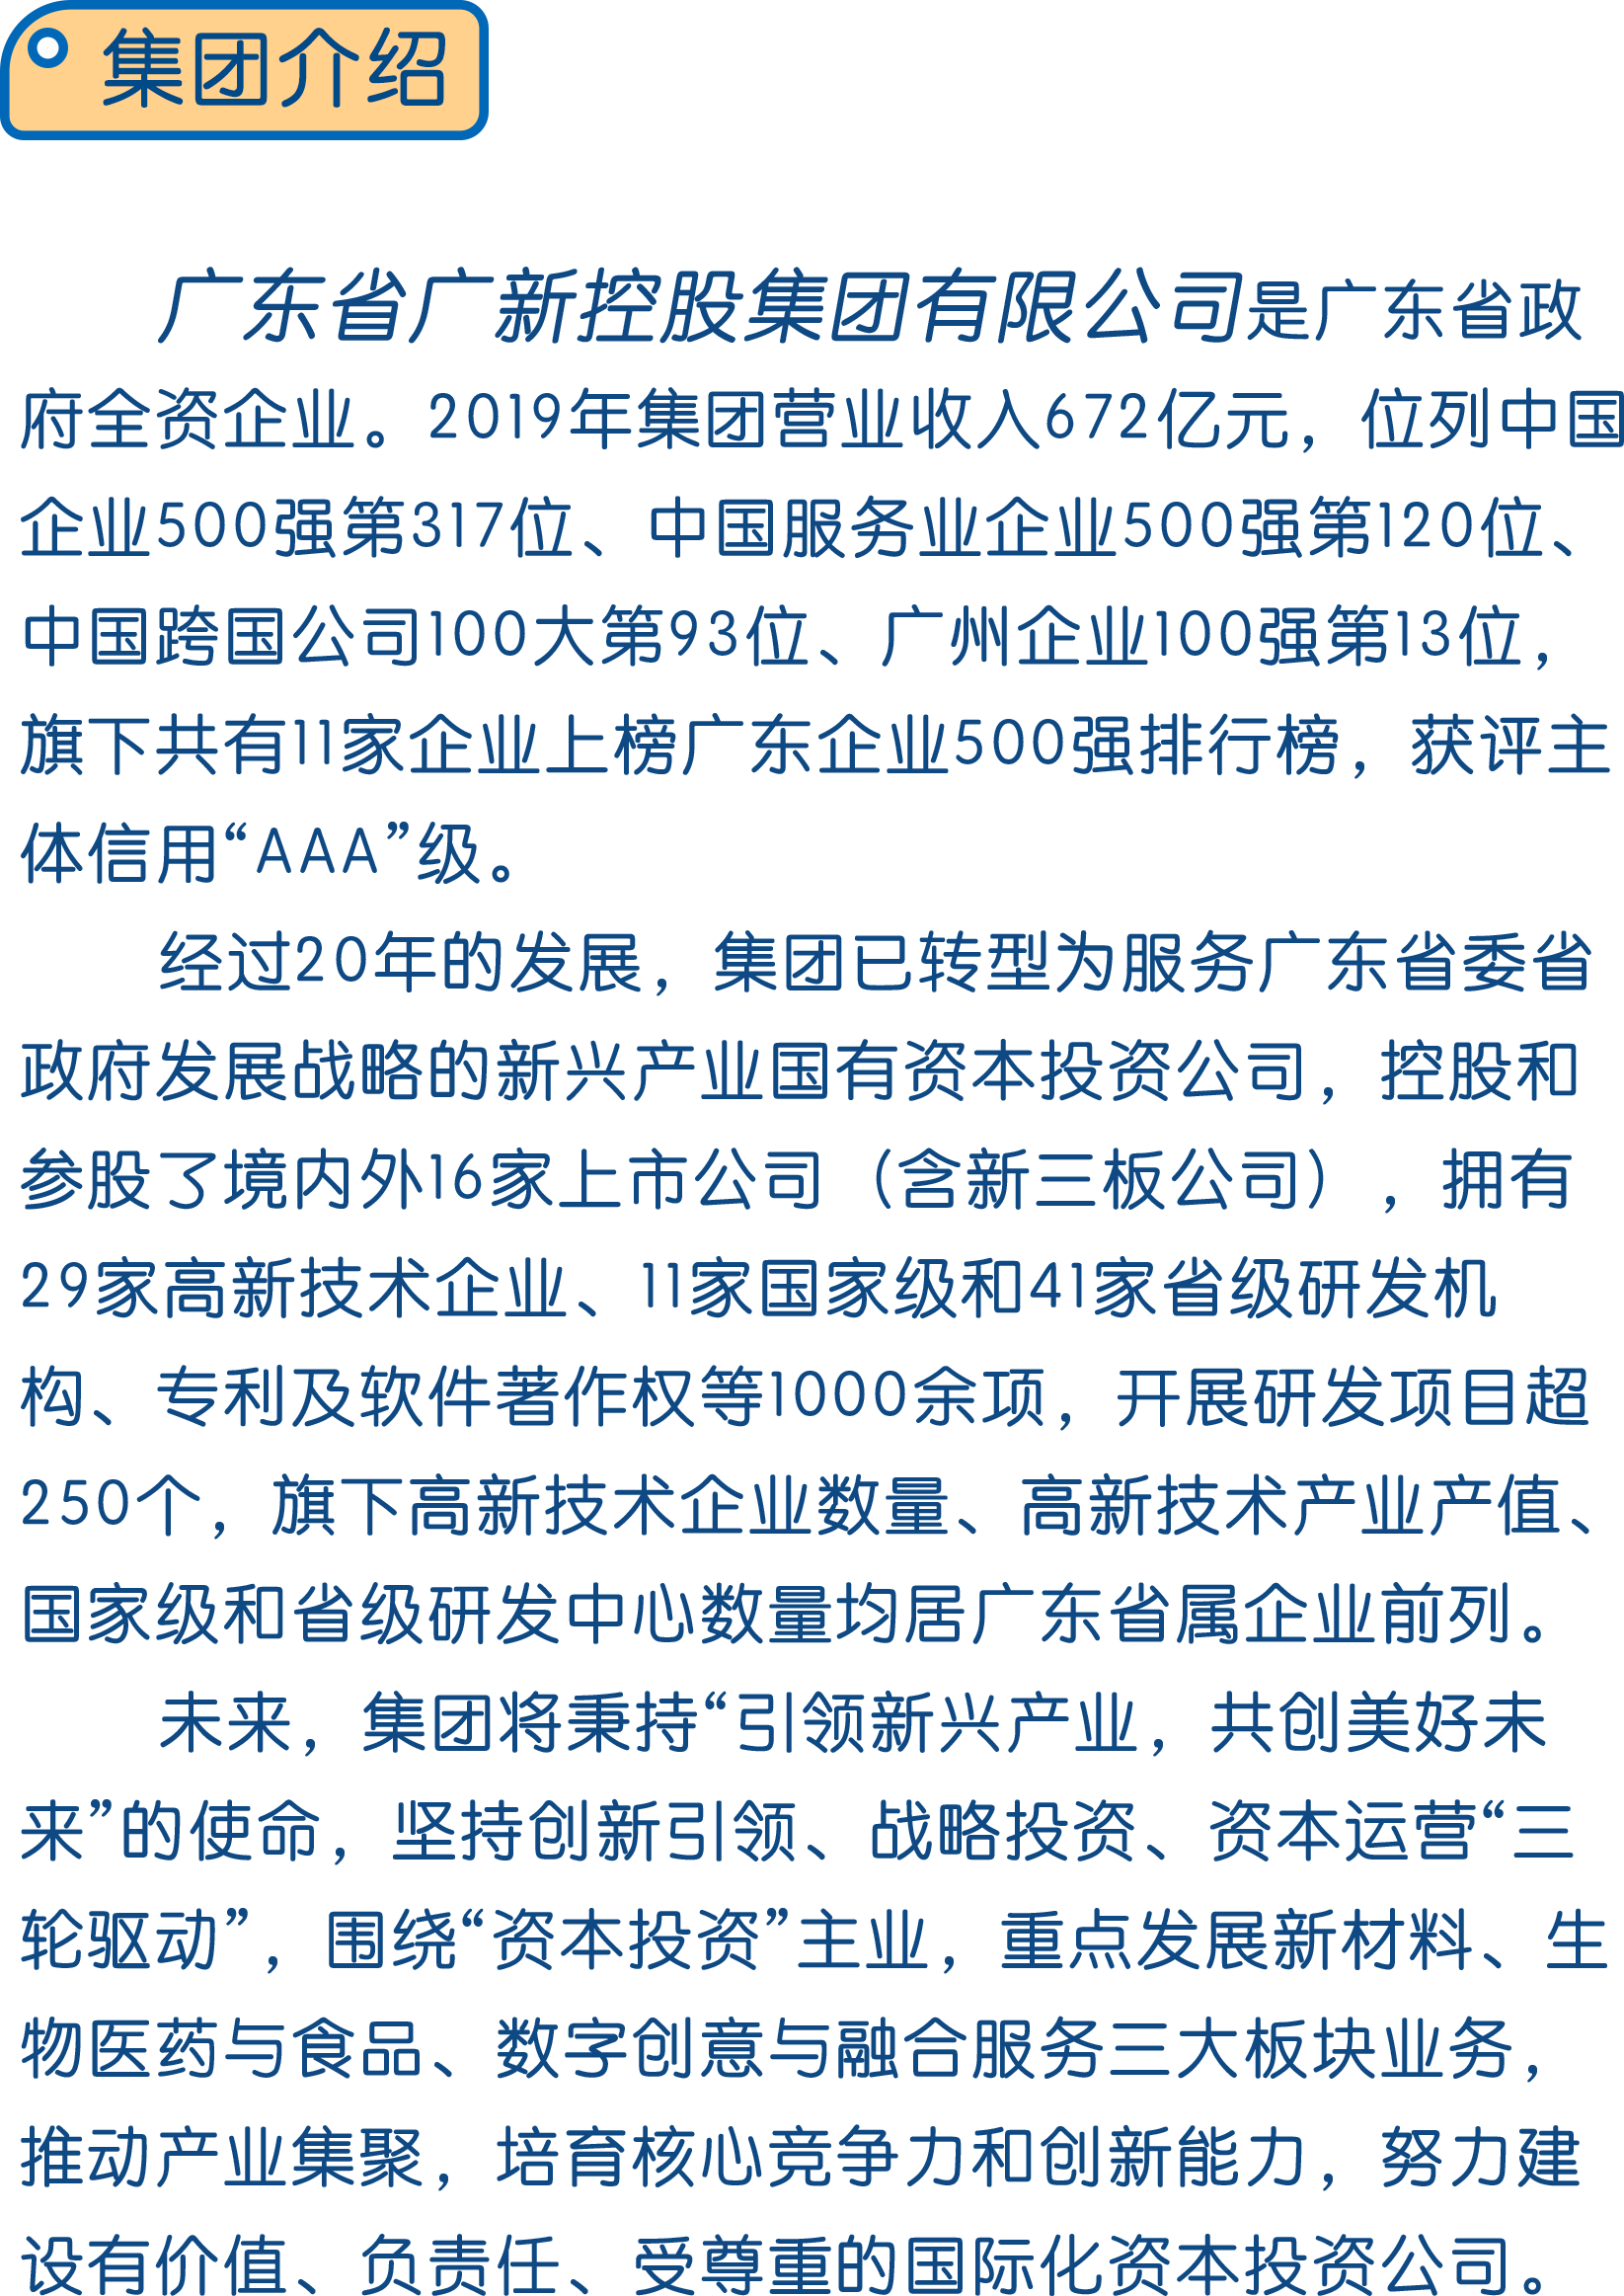 集团介绍
广东省广新控股集团有限公司是广东省政
府全资企业。2019年集团营业收入672亿元，位列中国
企业500强第317位、中国服务业企业500强第120位、
中国跨国公司100大第93位、广州企业100强第13位，
旗下共有11家企业上榜广东企业500强排行榜，获评主
体信用“AAA”级。
经过20年的发展，集团已转型为服务广东省委省
政府发展战略的新兴产业国有资本投资公司，控股和
参股了境内外16家上市公司（含新三板公司），拥有
29家高新技术企业、11家国家级和41家省级研发机
构、专利及软件著作权等1000余项，开展研发项目超
250个，旗下高新技术企业数量、高新技术产业产值、
国家级和省级研发中心数量均居广东省属企业前列。
未来，集团将秉持“引领新兴产业，共创美好未
来”的使命，坚持创新引领、战略投资、资本运营“三
轮驱动”，围绕“资本投资”主业，重点发展新材料、生
物医药与食品、数字创意与融合服务三大板块业务，
推动产业集聚，培育核心竞争力和创新能力，努力建
设有价值、负责任、受尊重的国际化资本投资公司。